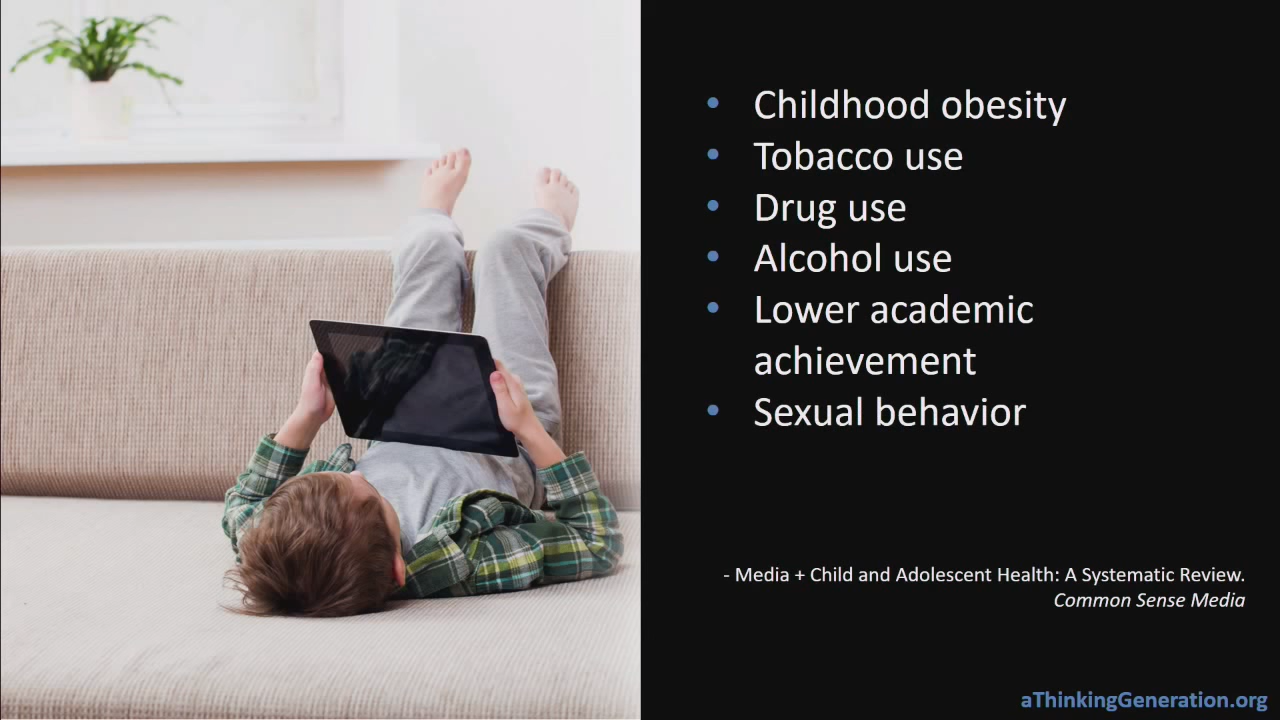 • Childhood obesity
• Tobacco use
• Drug use
• Alcohol use
• Lower academic
achievement
• Sexual behavior
- Media + Child and Adolescent Health: A Systematic Review.
Common Sense Media
aThinkingGeneration.org